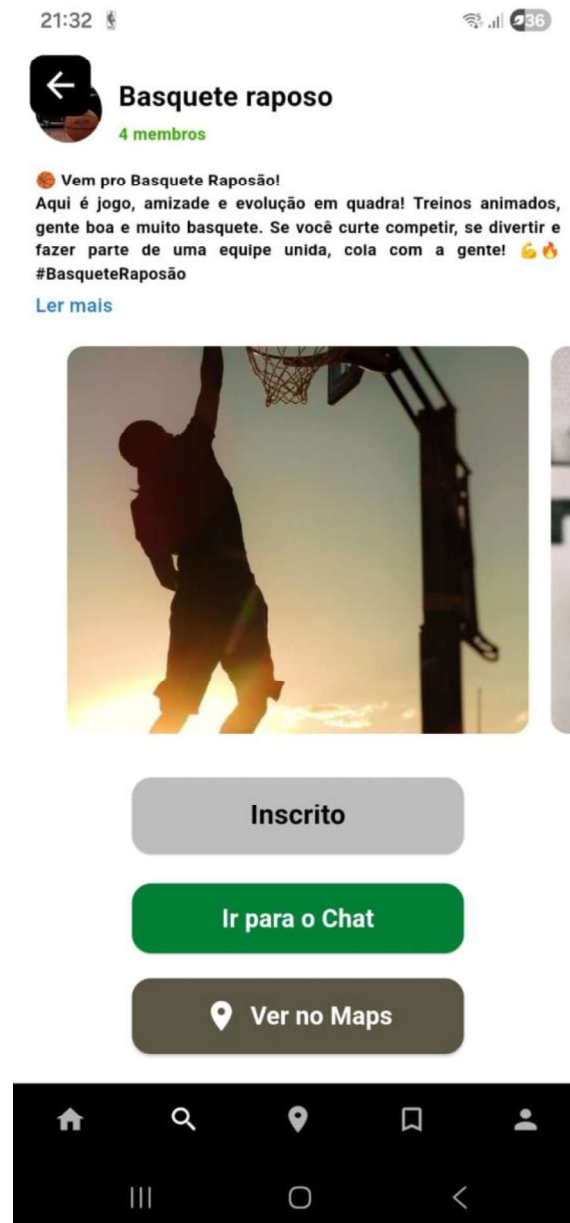 21:32
36
Basquete raposo
4 membros
🏀 Vem pro Basquete Raposão!
Aqui é jogo, amizade e evolução em quadra! Treinos animados,
gente boa e muito basquete. Se você curte competir, se divertir e
fazer parte de uma equipe unida, cola com a gente! 💪🔥
#BasqueteRaposão
Ler mais
Inscrito
Ir para o Chat
Ver no Maps